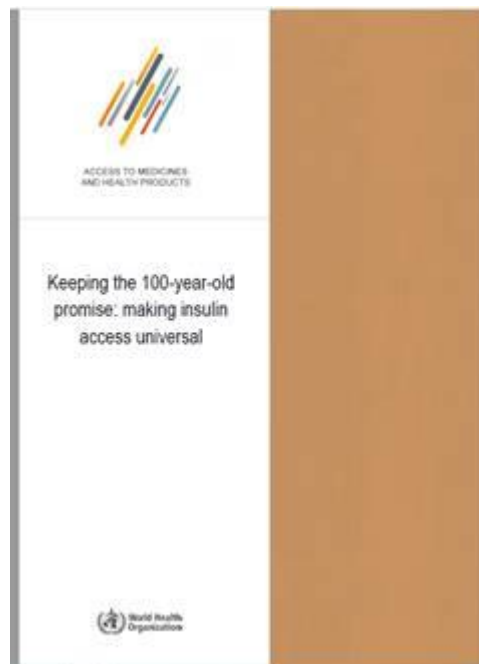 ACCESS TO MEDICINES
AND HEALTH PRODUCTS
Keeping the 100-year-old
promise: making insulin
access universal
World Health
Organization